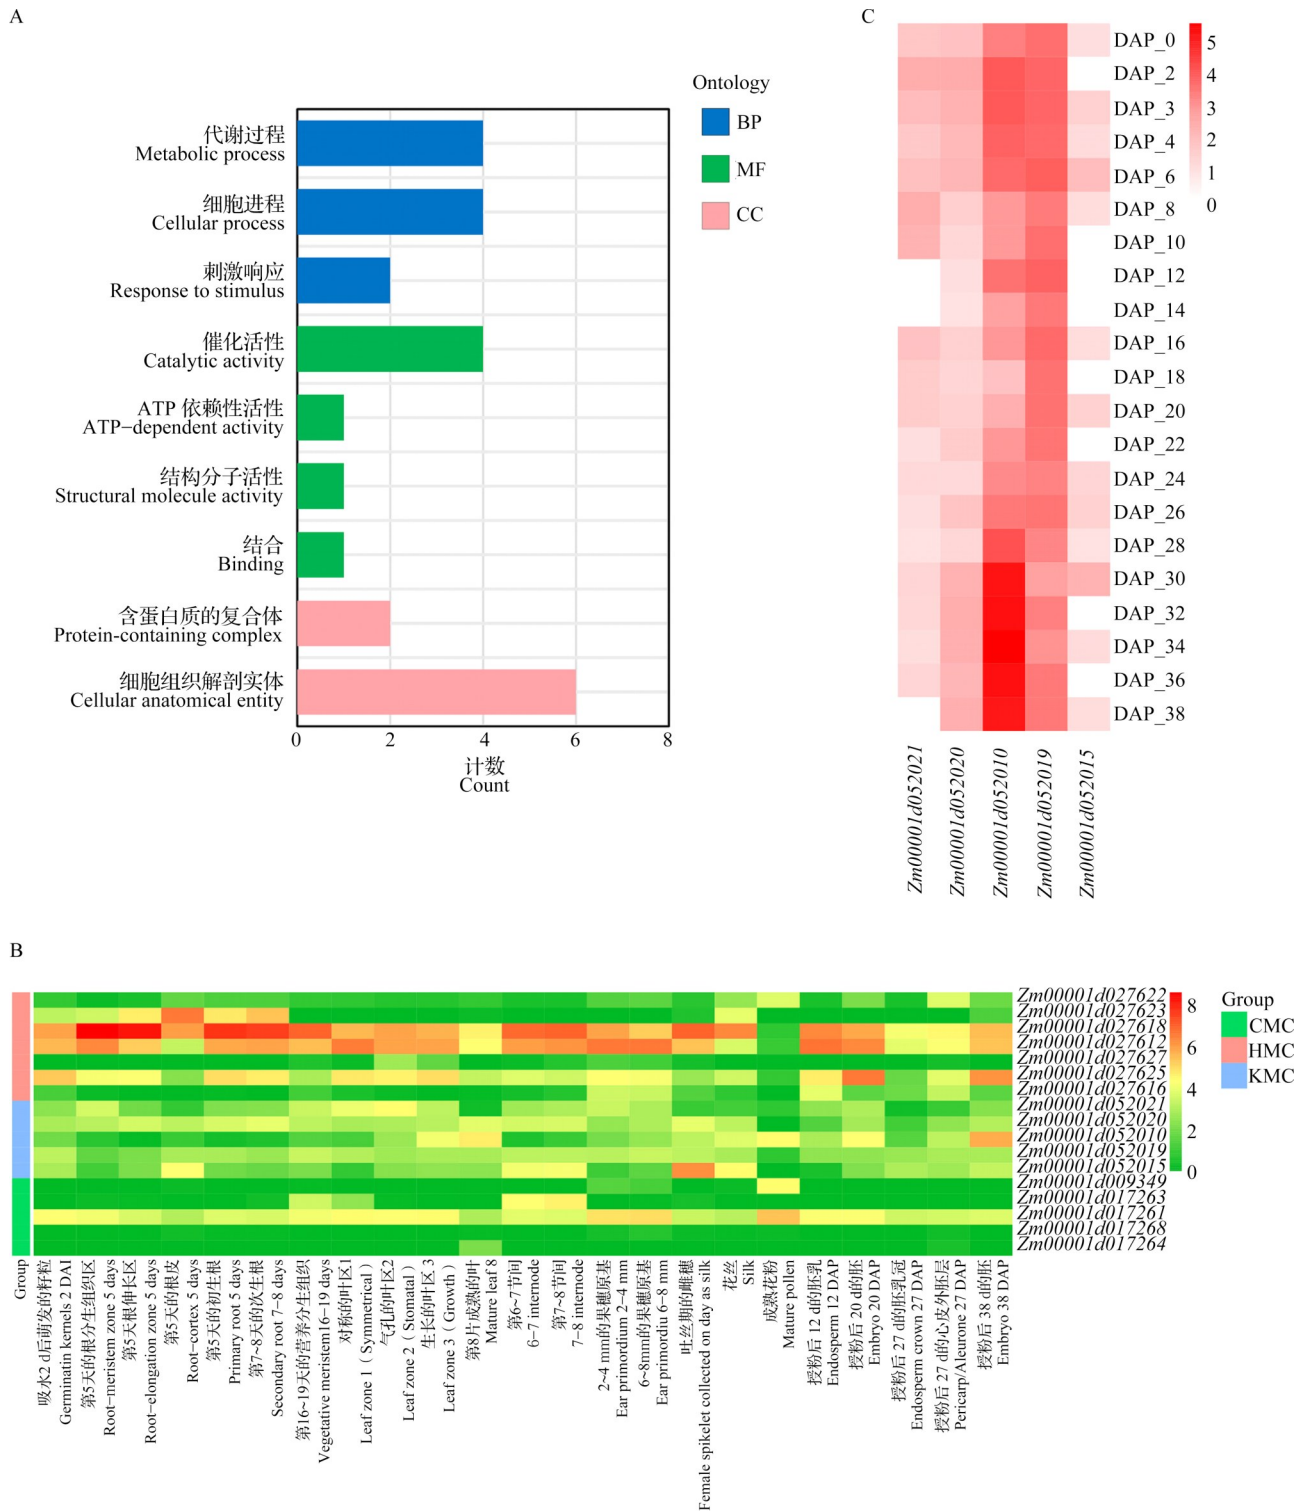 A
代谢过程
Metabolic process
细胞进程
Cellular process
刺激响应
Response to stimulus
催化活性
Catalytic activity
ATP 依赖性活性
ATP−dependent activity
结构分子活性
Structural molecule activity
结合
Binding
含蛋白质的复合体
Protein-containing complex
细胞组织解剖实体
Cellular anatomical entity
0 2 4 6 8
计数
Count
Ontology
BP
MF
CC
C
DAP_0
DAP_2
DAP_3
DAP_4
DAP_6
DAP_8
DAP_10
DAP_12
DAP_14
DAP_16
DAP_18
DAP_20
DAP_22
DAP_24
DAP_26
DAP_28
DAP_30
DAP_32
DAP_34
DAP_36
DAP_38
5
4
3
2
1
0
Zm00001d052021
Zm00001d052020
Zm00001d052010
Zm00001d052019
Zm00001d052015
B
Zm00001d027622
Zm00001d027623
Zm00001d027618
Zm00001d027612
Zm00001d027627
Zm00001d027625
Zm00001d027616
Zm00001d052021
Zm00001d052020
Zm00001d052010
Zm00001d052019
Zm00001d052015
Zm00001d009349
Zm00001d017263
Zm00001d017261
Zm00001d017268
Zm00001d017264
8
6
4
2
0
Group
CMC
HMC
KMC
Group
吸水2 d后萌发的籽粒
Germinatin kernels 2 DAI
第5天的根分生组织区
Root−meristem zone 5 days
第5天根伸长区
Root−elongation zone 5 days
第5天的根皮
Root−cortex 5 days
第5天的初生根
Primary root 5 days
第7~8天的次生根
Secondary root 7−8 days
第16~19天的营养分生组织
Vegetative meristem16−19 days
对称的叶区1
Leaf zone 1（Symmetrical）
气孔的叶区2
Leaf zone 2（Stomatal）
生长的叶区 3
Leaf zone 3（Growth）
第8片成熟的叶
Mature leaf 8
第6~7节间
6−7 internode
第7~8节间
7−8 internode
2~4 mm的果穗原基
Ear primordium 2−4 mm
6~8mm的果穗原基
Ear primordiu 6−8 mm
吐丝期的雌穗
Female spikelet collected on day as silk
花丝
Silk
成熟花粉
Mature pollen
授粉后 12 d的胚乳
Endosperm 12 DAP
授粉后 20 d的胚
Embryo 20 DAP
授粉后 27 d的胚乳冠
Endosperm crown 27 DAP
授粉后 27 d的心皮外胚层
Pericarp/Aleurone 27 DAP
授粉后 38 d的胚
Embryo 38 DAP